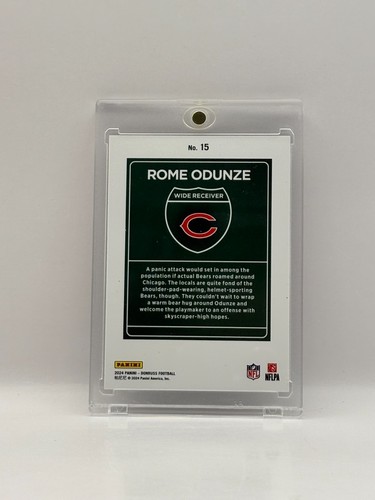 No. 15
ROME ODUNZE
WIDE RECEIVER
C
A panic attack would set in among the
population if actual Bears roamed around
Chicago. The locals are quite fond of the
shoulder-pad-wearing, helmet-sporting
Bears, though. They couldn't wait to wrap
a warm bear hug around Odunze and
welcome the playmaker to an offense with
skyscraper-high hopes.
PANINI
2024 PANINI - DONRUSS FOOTBALL
© 2024 Panini America, Inc.
NFL
NFLPA